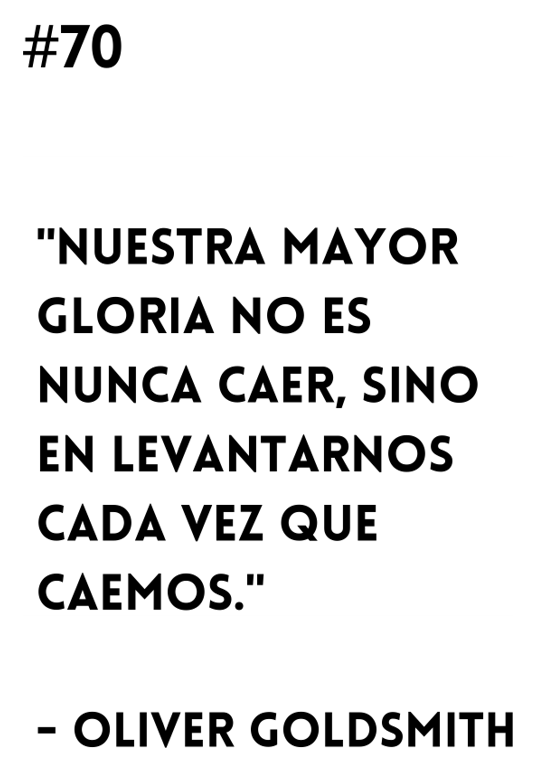 #70
"NUESTRA MAYOR
GLORIA NO ES
NUNCA CAER, SINO
EN LEVANTARNOS
CADA VEZ QUE
CAEMOS."
- OLIVER GOLDSMITH